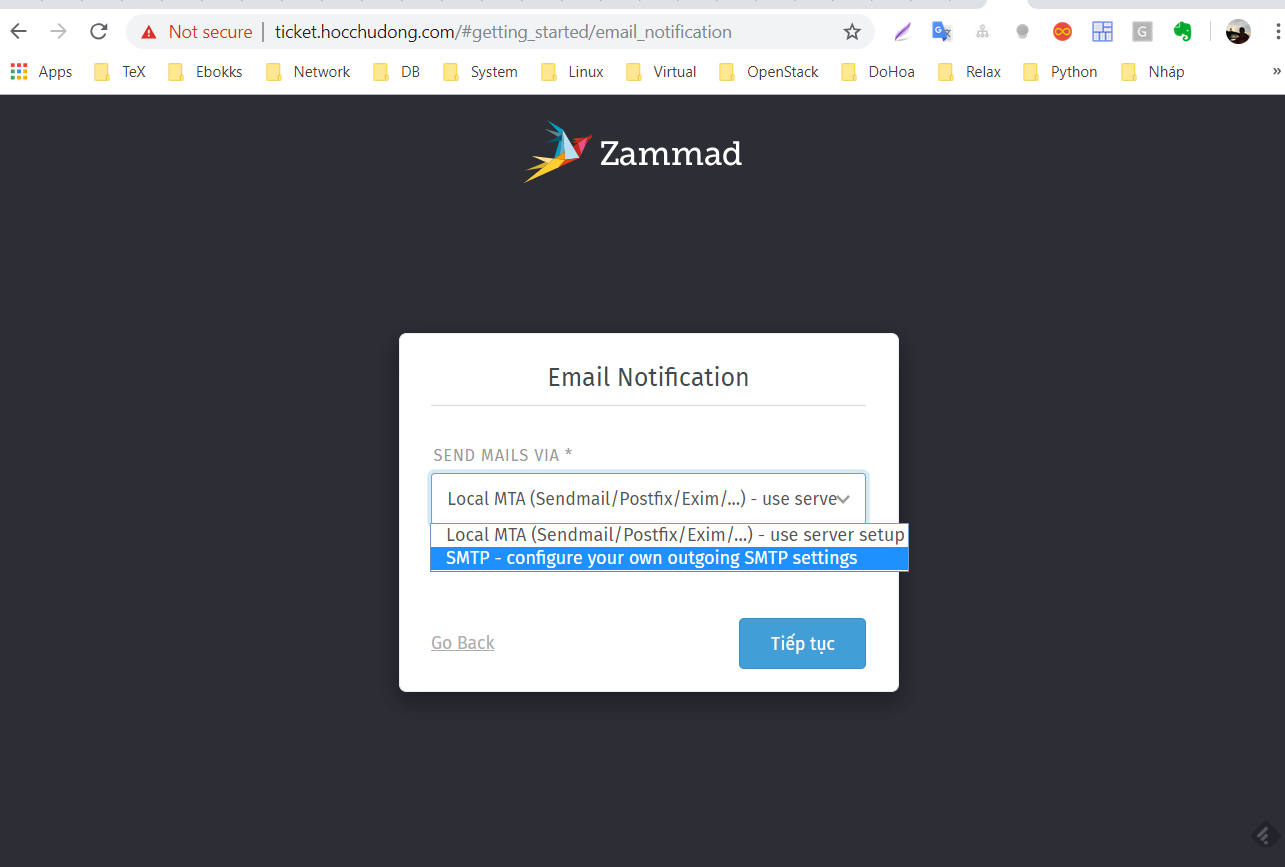 Not secure | ticket.hocchudong.com/#getting_started/email_notification
Apps TeX Ebokks Network DB System Linux Virtual OpenStack DoHoa Relax Python Nháp »
Zammad
Email Notification
SEND MAILS VIA *
Local MTA (Sendmail/Postfix/Exim/...) - use serve
Local MTA (Sendmail/Postfix/Exim/...) - use server setup
SMTP - configure your own outgoing SMTP settings
Go Back Tiếp tục